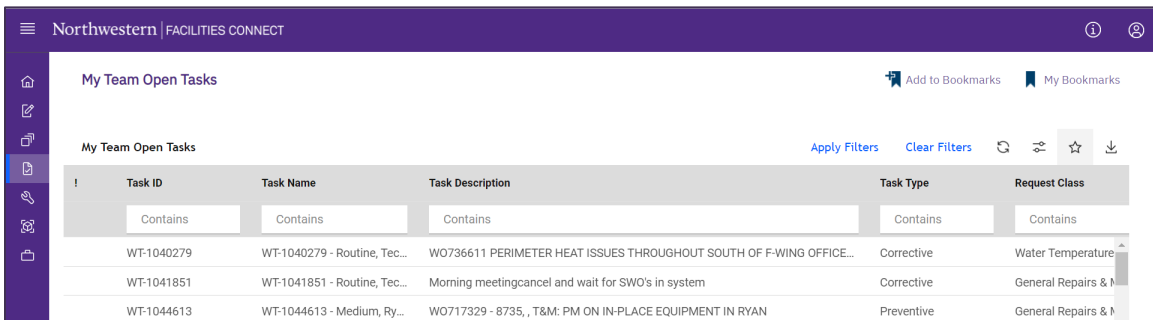 Northwestern | FACILITIES CONNECT
My Team Open Tasks
Add to Bookmarks My Bookmarks
My Team Open Tasks Apply Filters Clear Filters
! Task ID Task Name Task Description Task Type Request Class
Contains Contains Contains Contains Contains
WT-1040279 WT-1040279 - Routine, Tec... WO736611 PERIMETER HEAT ISSUES THROUGHOUT SOUTH OF F-WING OFFICE... Corrective Water Temperature
WT-1041851 WT-1041851 - Routine, Tec... Morning meetingcancel and wait for SWO's in system Corrective General Repairs & M
WT-1044613 WT-1044613 - Medium, Ry... WO717329 - 8735, , T&M: PM ON IN-PLACE EQUIPMENT IN RYAN Preventive General Repairs & M